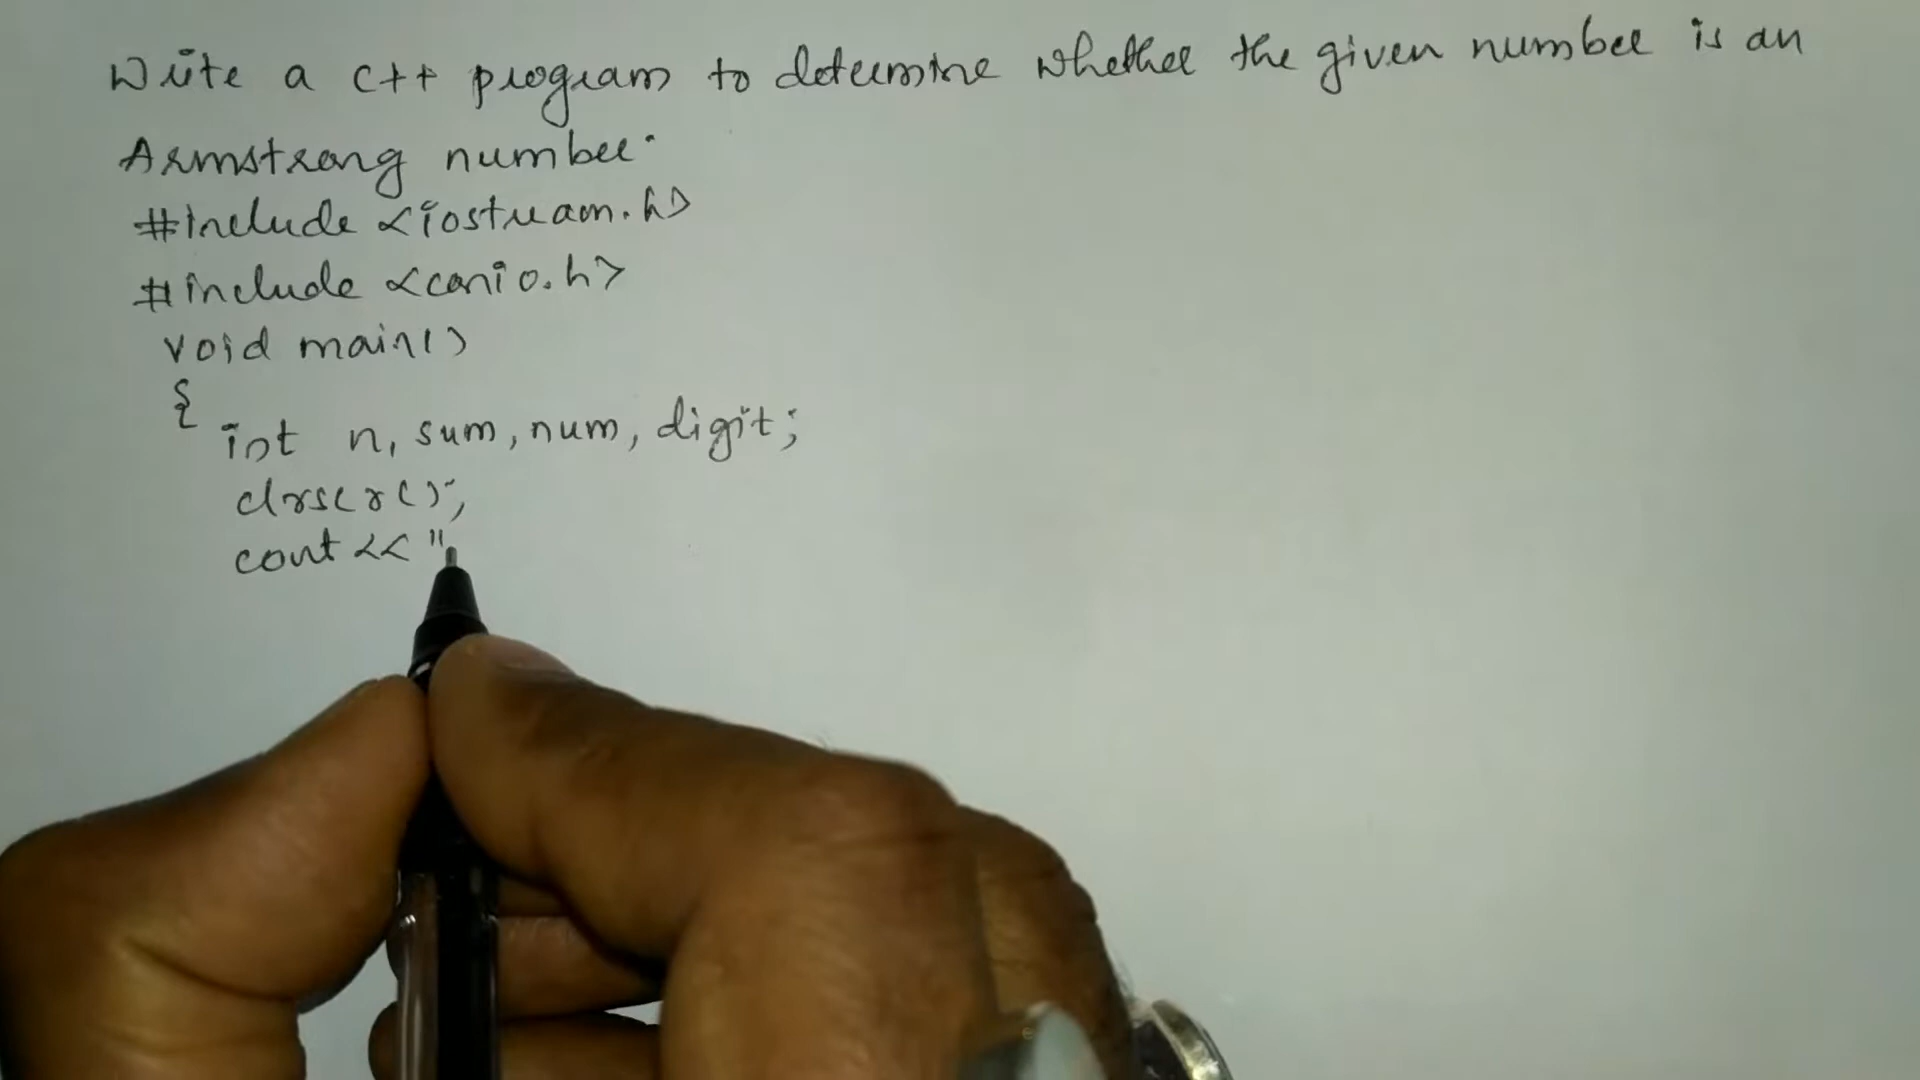 Write a c++ program to determine whether the given number is an
Armstrong number.
#include <iostream.h>
#include <conio.h>
void main()
{
int n, sum, num, digit;
clrscr();
cout << "